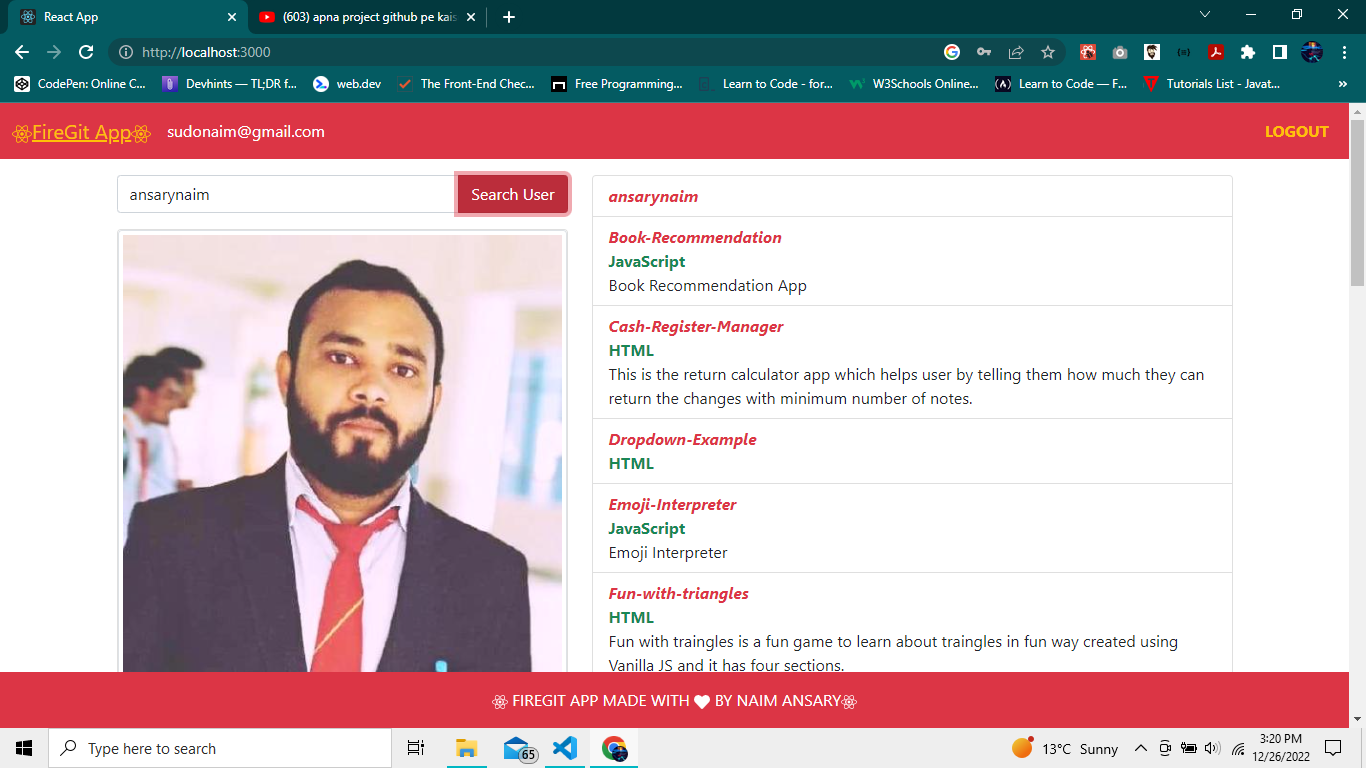 React App
(603) apna project github pe kais
http://localhost:3000
CodePen: Online C...
Devhints — TL;DR f...
web.dev
The Front-End Chec...
Free Programming...
Learn to Code - for...
W3Schools Online...
Learn to Code — F...
Tutorials List - Javat...
»
FireGit App
sudonaim@gmail.com
LOGOUT
ansarynaim
Search User
ansarynaim
Book-Recommendation
JavaScript
Book Recommendation App
Cash-Register-Manager
HTML
This is the return calculator app which helps user by telling them how much they can
return the changes with minimum number of notes.
Dropdown-Example
HTML
Emoji-Interpreter
JavaScript
Emoji Interpreter
Fun-with-triangles
HTML
Fun with traingles is a fun game to learn about traingles in fun way created using
Vanilla JS and it has four sections.
FIREGIT APP MADE WITH ❤ BY NAIM ANSARY
Type here to search
65
13°C Sunny
3:20 PM
12/26/2022